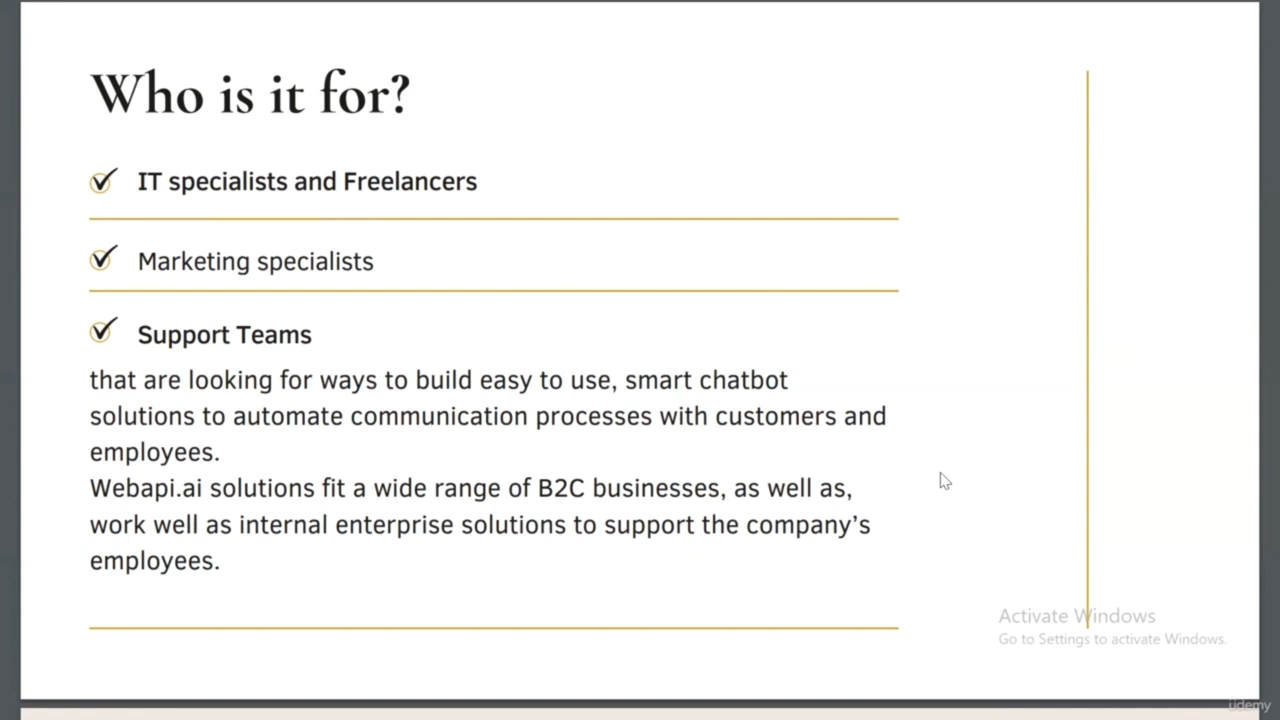 Who is it for?
IT specialists and Freelancers
Marketing specialists
Support Teams
that are looking for ways to build easy to use, smart chatbot
solutions to automate communication processes with customers and
employees.
Webapi.ai solutions fit a wide range of B2C businesses, as well as,
work well as internal enterprise solutions to support the company’s
employees.
Activate Windows
Go to Settings to activate Windows.
ûdemy